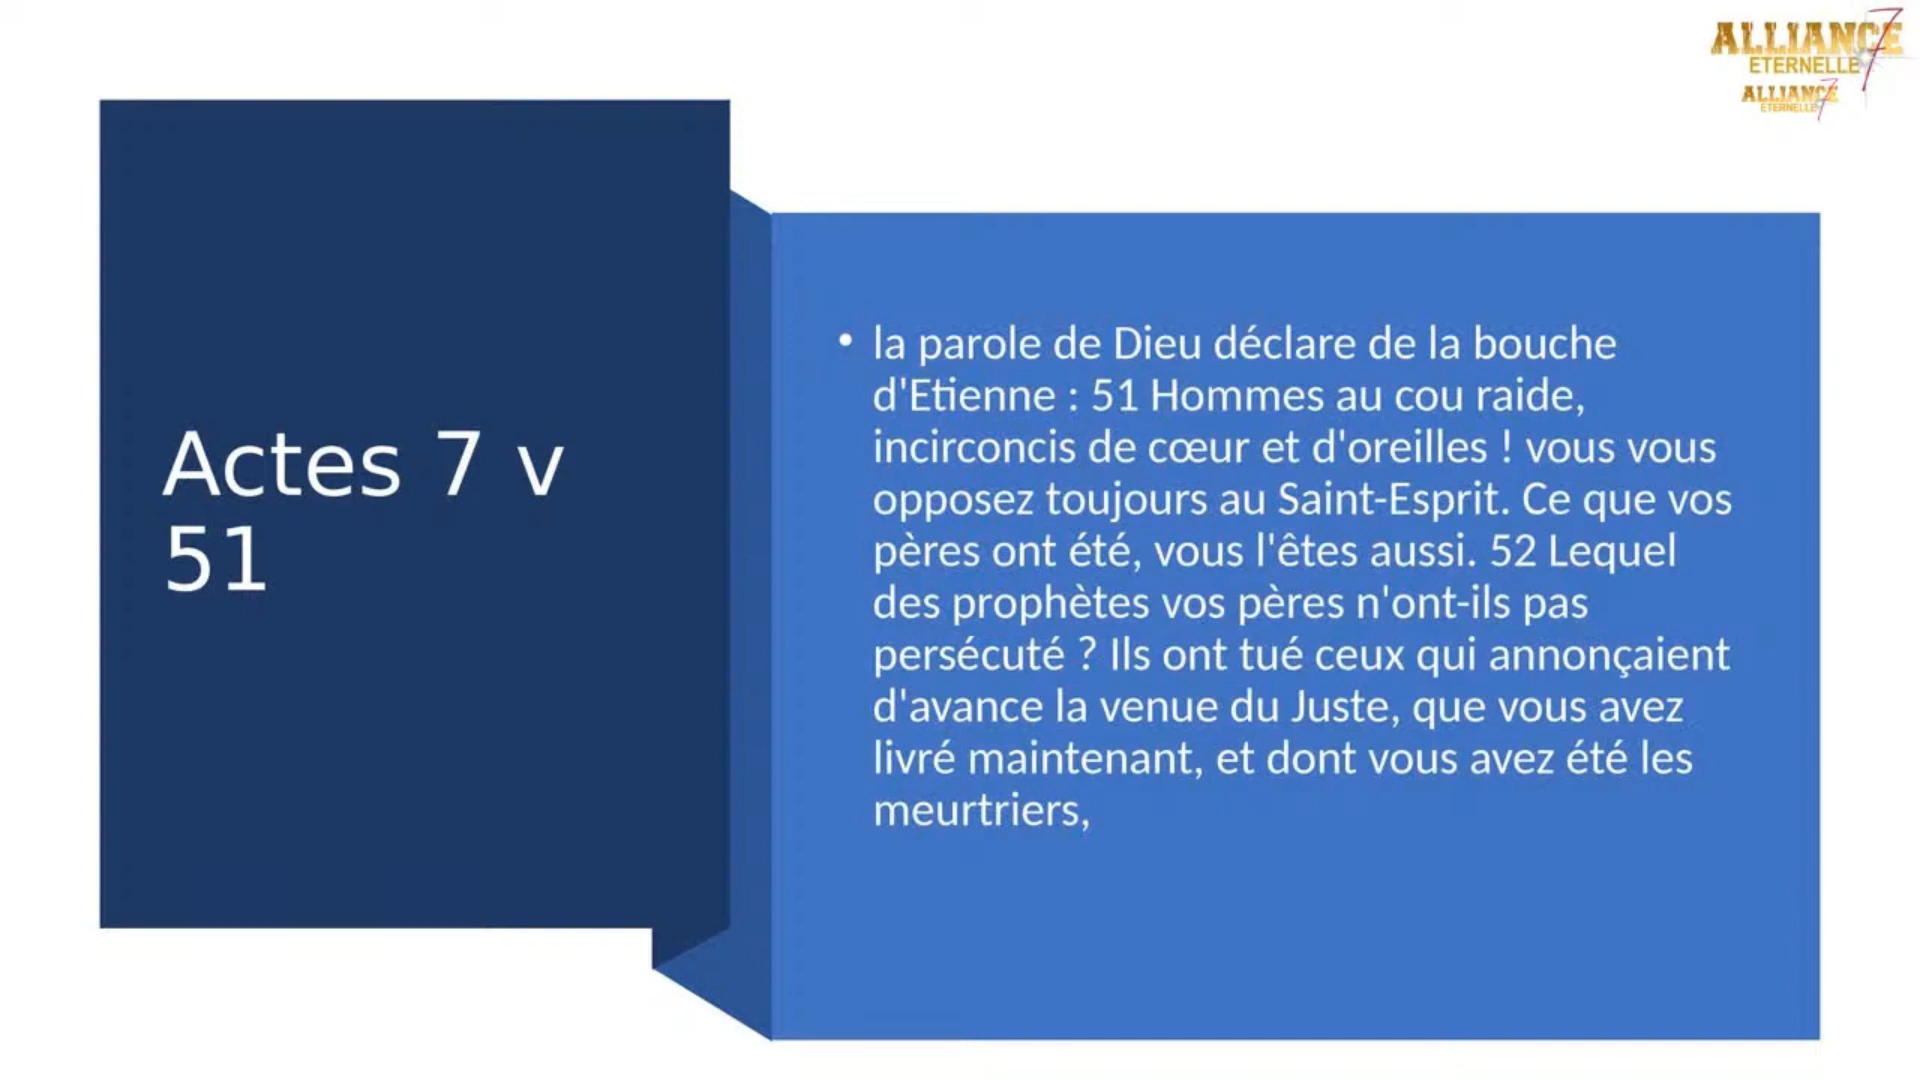 ALLIANCE 7
ETERNELLE
ALLIANCE 7
ETERNELLE
Actes 7 v
51
• la parole de Dieu déclare de la bouche
d'Etienne : 51 Hommes au cou raide,
incirconcis de cœur et d'oreilles ! vous vous
opposez toujours au Saint-Esprit. Ce que vos
pères ont été, vous l'êtes aussi. 52 Lequel
des prophètes vos pères n'ont-ils pas
persécuté ? Ils ont tué ceux qui annonçaient
d'avance la venue du Juste, que vous avez
livré maintenant, et dont vous avez été les
meurtriers,